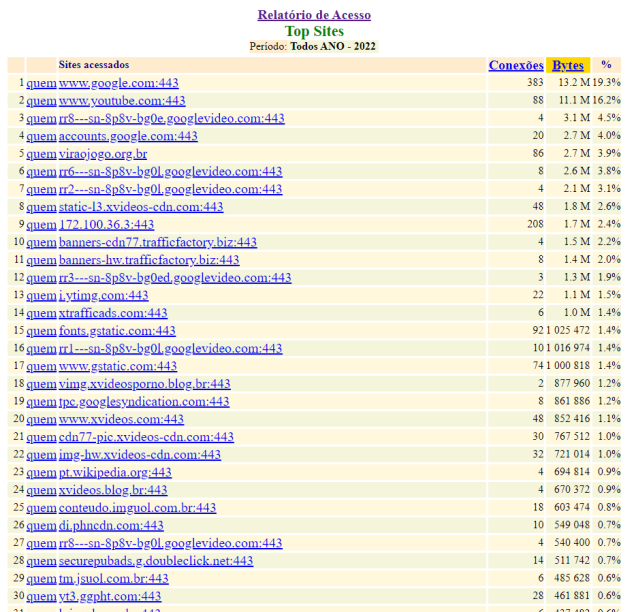 Relatório de Acesso
Top Sites
Período: Todos ANO - 2022
Sites acessados Conexões Bytes %
1 quem www.google.com:443 383 13.2 M 19.3%
2 quem www.youtube.com:443 88 11.1 M 16.2%
3 quem rr8---sn-8p8v-bg0e.googlevideo.com:443 4 3.1 M 4.5%
4 quem accounts.google.com:443 20 2.7 M 4.0%
5 quem viraojogo.org.br 86 2.7 M 3.9%
6 quem rr6---sn-8p8v-bg0l.googlevideo.com:443 8 2.6 M 3.8%
7 quem rr2---sn-8p8v-bg0l.googlevideo.com:443 4 2.1 M 3.1%
8 quem static-l3.xvideos-cdn.com:443 48 1.8 M 2.6%
9 quem 172.100.36.3:443 208 1.7 M 2.4%
10 quem banners-cdn77.trafficfactory.biz:443 4 1.5 M 2.2%
11 quem banners-hw.trafficfactory.biz:443 8 1.4 M 2.0%
12 quem rr3---sn-8p8v-bg0ed.googlevideo.com:443 3 1.3 M 1.9%
13 quem i.ytimg.com:443 22 1.1 M 1.5%
14 quem xtrafficads.com:443 6 1.0 M 1.4%
15 quem fonts.gstatic.com:443 92 1 025 472 1.4%
16 quem rr1---sn-8p8v-bg0l.googlevideo.com:443 10 1 016 974 1.4%
17 quem www.gstatic.com:443 74 1 000 818 1.4%
18 quem vimg.xvideosporno.blog.br:443 2 877 960 1.2%
19 quem tpc.googlesyndication.com:443 8 861 886 1.2%
20 quem www.xvideos.com:443 48 852 416 1.1%
21 quem cdn77-pic.xvideos-cdn.com:443 30 767 512 1.0%
22 quem img-hw.xvideos-cdn.com:443 32 721 014 1.0%
23 quem pt.wikipedia.org:443 4 694 814 0.9%
24 quem xvideos.blog.br:443 4 670 372 0.9%
25 quem conteudo.imguol.com.br:443 18 603 474 0.8%
26 quem di.phncdn.com:443 10 549 048 0.7%
27 quem rr8---sn-8p8v-bg0l.googlevideo.com:443 4 540 400 0.7%
28 quem securepubads.g.doubleclick.net:443 14 511 742 0.7%
29 quem tm.jsuol.com.br:443 6 485 628 0.6%
30 quem yt3.ggpht.com:443 28 461 881 0.6%